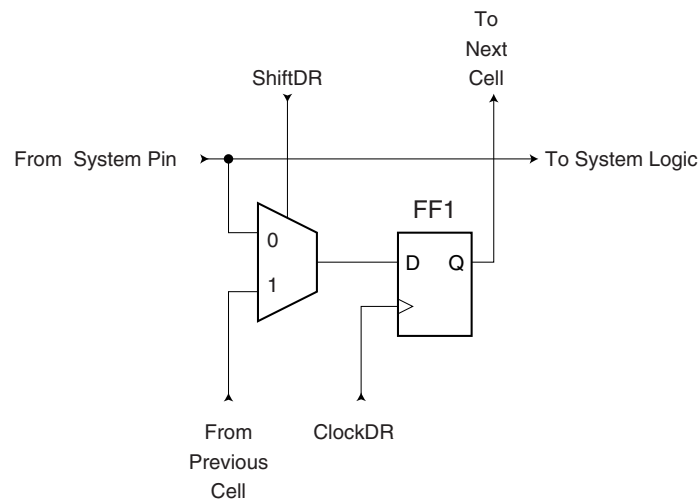 To
Next
Cell
ShiftDR
From System Pin
To System Logic
FF1
0
D Q
1
From
Previous
Cell
ClockDR